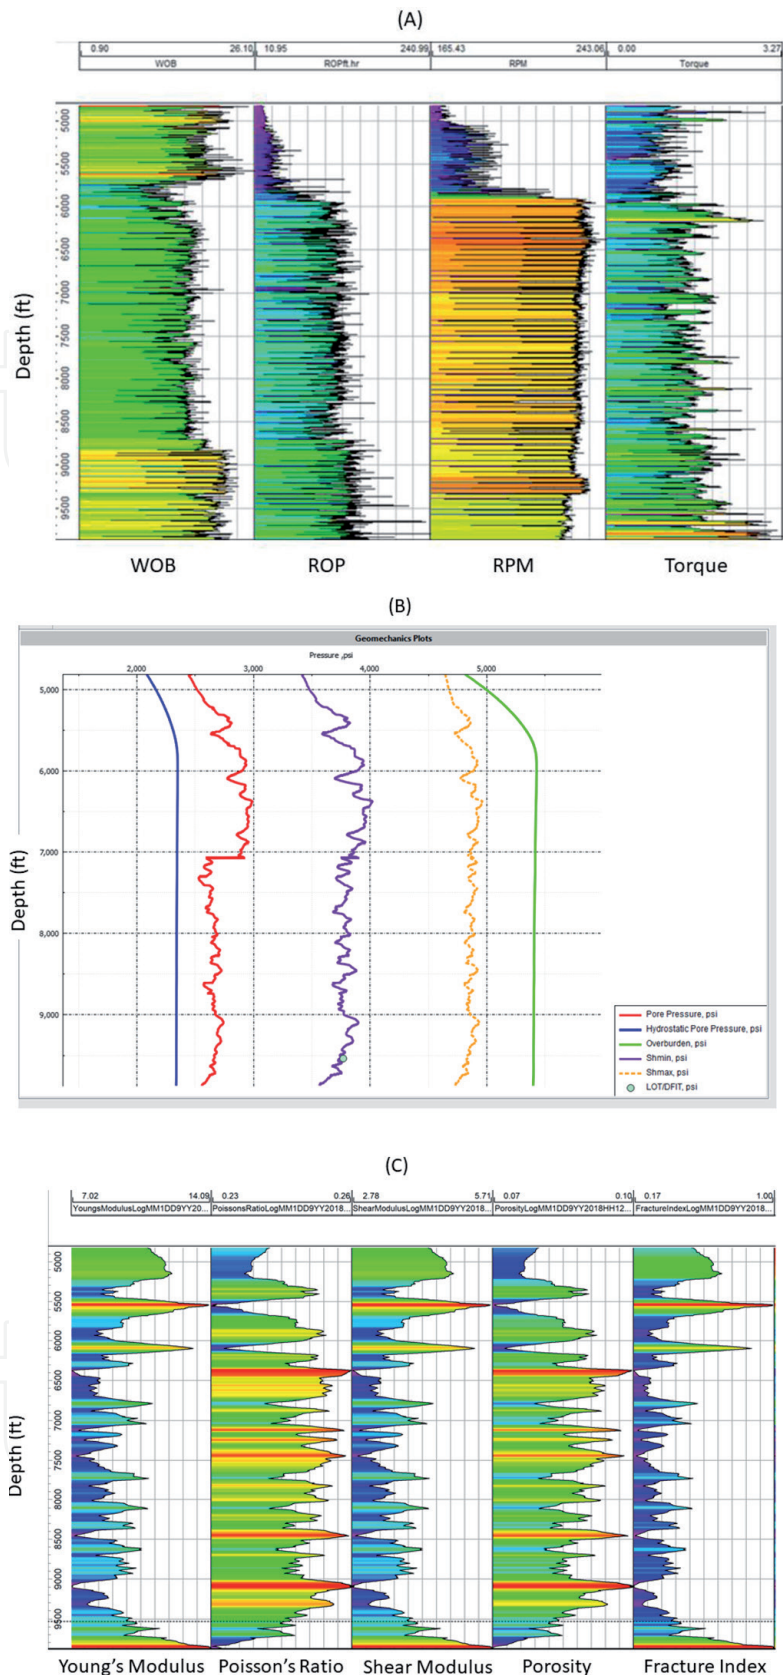 (A)
0.90 26.10 10.95 240.99 165.43 243.06 0.00 3.27
WOB ROPft.hr RPM Torque
Depth (ft)
5000
5500
6000
6500
7000
7500
8000
8500
9000
9500
WOB ROP RPM Torque
(B)
Geomechanics Plots
Pressure ,psi
2,000 3,000 4,000 5,000
Depth (ft)
5,000
6,000
7,000
8,000
9,000
Pore Pressure, psi
Hydrostatic Pore Pressure, psi
Overburden, psi
Shmin, psi
Shmax, psi
LOT/DFIT, psi
(C)
7.02 14.09 0.23 0.26 2.78 5.71 0.07 0.10 0.17 1.00
YoungsModulusLogMM1DD9YY20... PoissonsRatioLogMM1DD9YY2018... ShearModulusLogMM1DD9YY2018... PorosityLogMM1DD9YY2018HH12... FractureIndexLogMM1DD9YY2018...
Depth (ft)
5000
5500
6000
6500
7000
7500
8000
8500
9000
9500
Young's Modulus Poisson's Ratio Shear Modulus Porosity Fracture Index